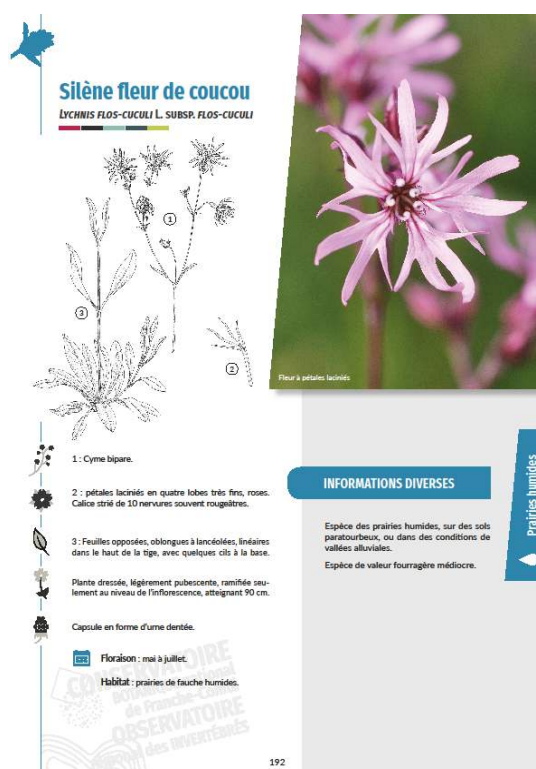 Silène fleur de coucou
LYCHNIS FLOS-CUCULI L. SUBSP. FLOS-CUCULI
1
3
2
Fleur à pétales laciniés
1 : Cyme bipare.
2 : pétales laciniés en quatre lobes très fins, roses.
Calice strié de 10 nervures souvent rougeâtres.
3 : Feuilles opposées, oblongues à lancéolées, linéaires
dans le haut de la tige, avec quelques cils à la base.
Plante dressée, légèrement pubescente, ramifiée seu-
lement au niveau de l'inflorescence, atteignant 90 cm.
Capsule en forme d'urne dentée.
Floraison : mai à juillet.
Habitat : prairies de fauche humides.
INFORMATIONS DIVERSES
Espèce des prairies humides, sur des sols
paratourbeux, ou dans des conditions de
vallées alluviales.
Espèce de valeur fourragère médiocre.
Prairies humides
CONSERVATOIRE
de Franche-Comté
OBSERVATOIRE
des INVERTÉBRÉS
192